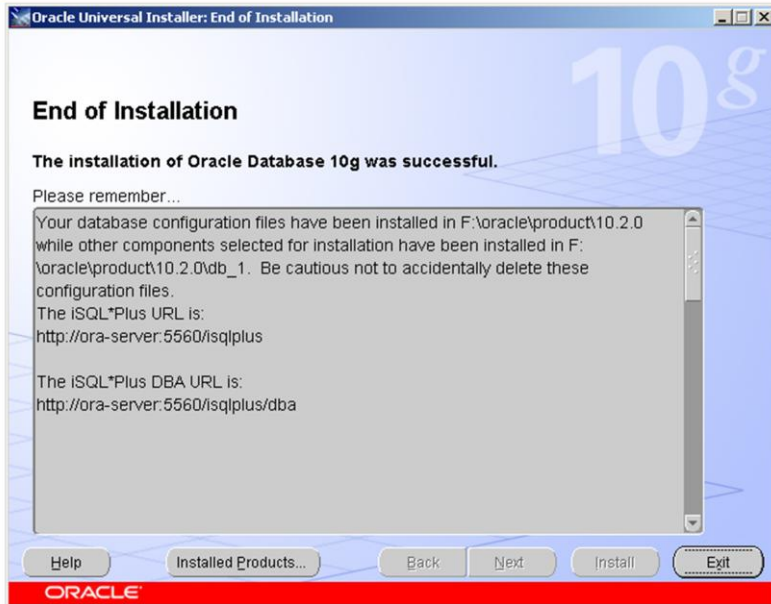 Oracle Universal Installer: End of Installation
10g
End of Installation
The installation of Oracle Database 10g was successful.
Please remember...
Your database configuration files have been installed in F:\oracle\product\10.2.0
while other components selected for installation have been installed in F:
\oracle\product\10.2.0\db_1.  Be cautious not to accidentally delete these
configuration files.
The iSQL*Plus URL is:
http://ora-server:5560/isqlplus
The iSQL*Plus DBA URL is:
http://ora-server:5560/isqlplus/dba
Help Installed Products... Back Next Install Exit
ORACLE